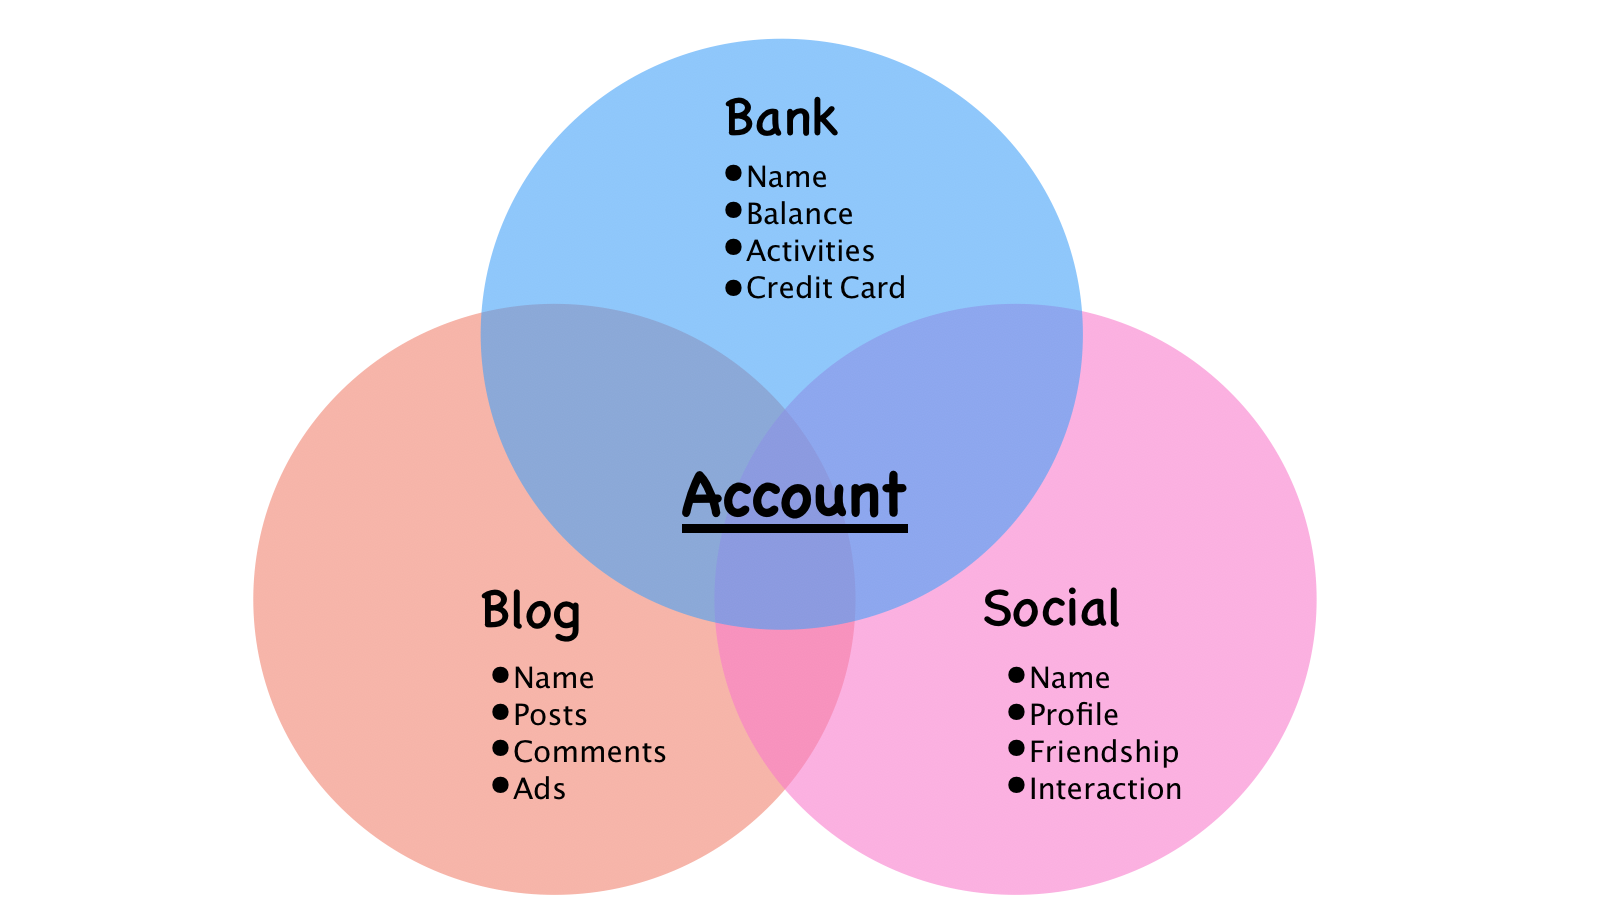 Bank
●Name
●Balance
●Activities
●Credit Card
Account
Blog
●Name
●Posts
●Comments
●Ads
Social
●Name
●Profile
●Friendship
●Interaction